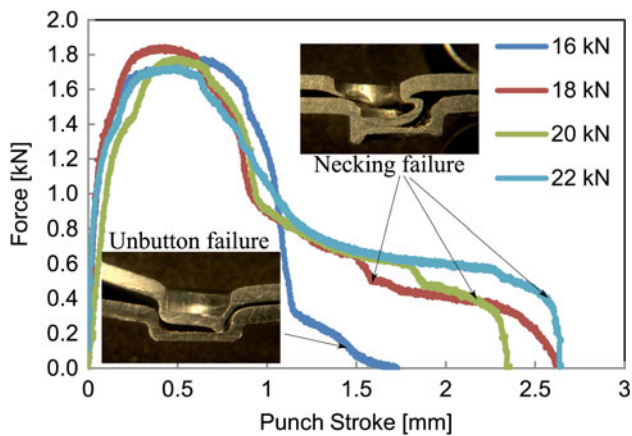 2.0
1.8
1.6
1.4
1.2
1.0
0.8
0.6
0.4
0.2
0.0
Force [kN]
16 kN
18 kN
20 kN
22 kN
Necking failure
Unbutton failure
0
0.5
1
1.5
2
2.5
3
Punch Stroke [mm]